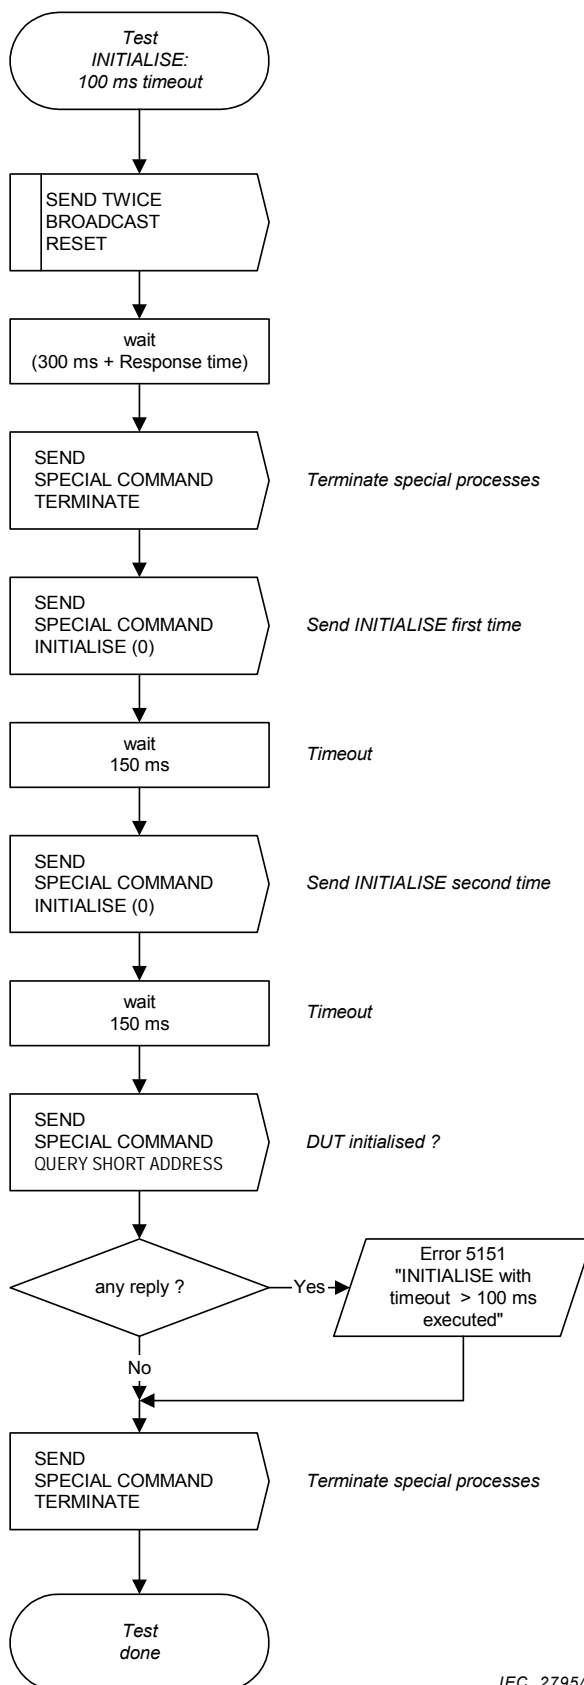 Test
INITIALISE:
100 ms timeout
SEND TWICE
BROADCAST
RESET
wait
(300 ms + Response time)
SEND
SPECIAL COMMAND
TERMINATE
Terminate special processes
SEND
SPECIAL COMMAND
INITIALISE (0)
Send INITIALISE first time
wait
150 ms
Timeout
SEND
SPECIAL COMMAND
INITIALISE (0)
Send INITIALISE second time
wait
150 ms
Timeout
SEND
SPECIAL COMMAND
QUERY SHORT ADDRESS
DUT initialised ?
any reply ?
Yes
Error 5151
"INITIALISE with
timeout > 100 ms
executed"
No
SEND
SPECIAL COMMAND
TERMINATE
Terminate special processes
Test
done
IEC 2795/